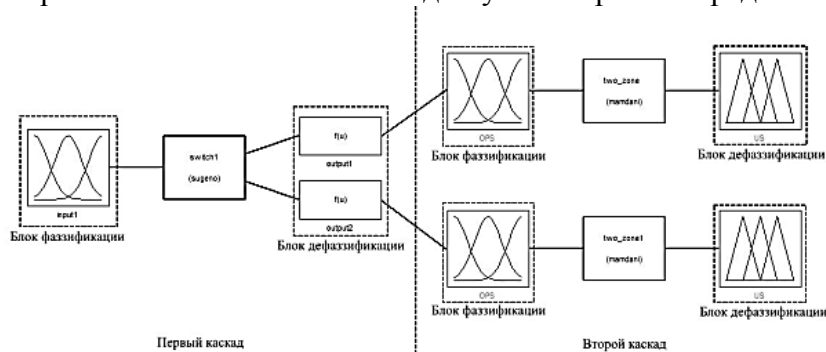 input1
Блок фаззификации
switch1
(sugeno)
f(u)
output1
f(u)
output2
Блок дефаззификации
Первый каскад
OPS
Блок фаззификации
two_zone
(mamdani)
US
Блок дефаззификации
OPS
Блок фаззификации
two_zone1
(mamdani)
US
Блок дефаззификации
Второй каскад